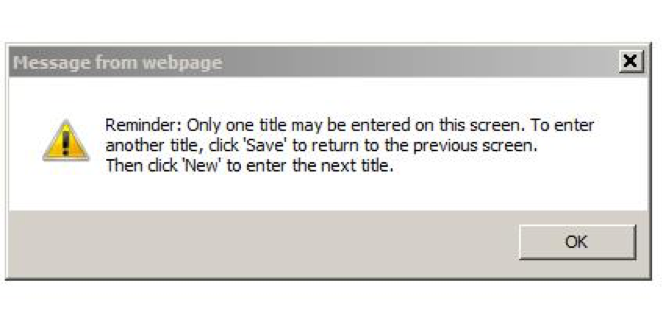 Message from webpage
Reminder: Only one title may be entered on this screen. To enter
another title, click 'Save' to return to the previous screen.
Then click 'New' to enter the next title.
OK